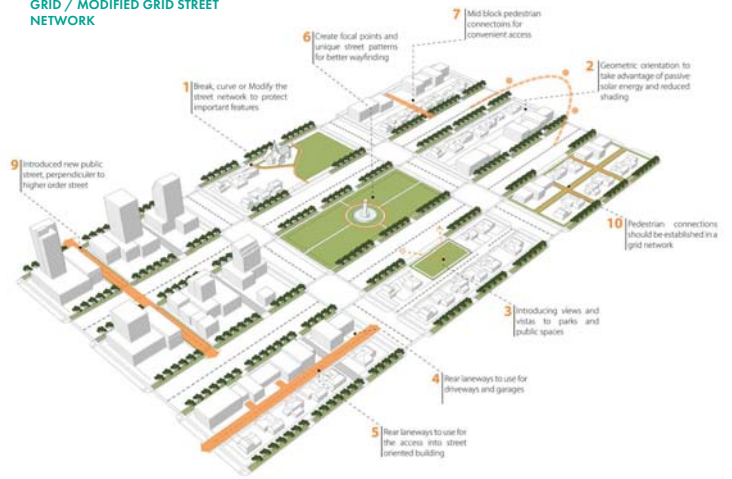 GRID / MODIFIED GRID STREET
NETWORK
7 Mid block pedestrian
connectoins for
convenient access
6 Create focal points and
unique street patterns
for better wayfinding
2 Geometric orientation to
take advantage of passive
solar energy and reduced
shading
1 Break, curve or Modify the
street network to protect
important features
9 Introduced new public
street, perpendiculer to
higher order street
10 Pedestrian connections
should be established in a
grid network
3 Introducing views and
vistas to parks and
public spaces
4 Rear laneways to use for
driveways and garages
5 Rear laneways to use for
the access into street
oriented building